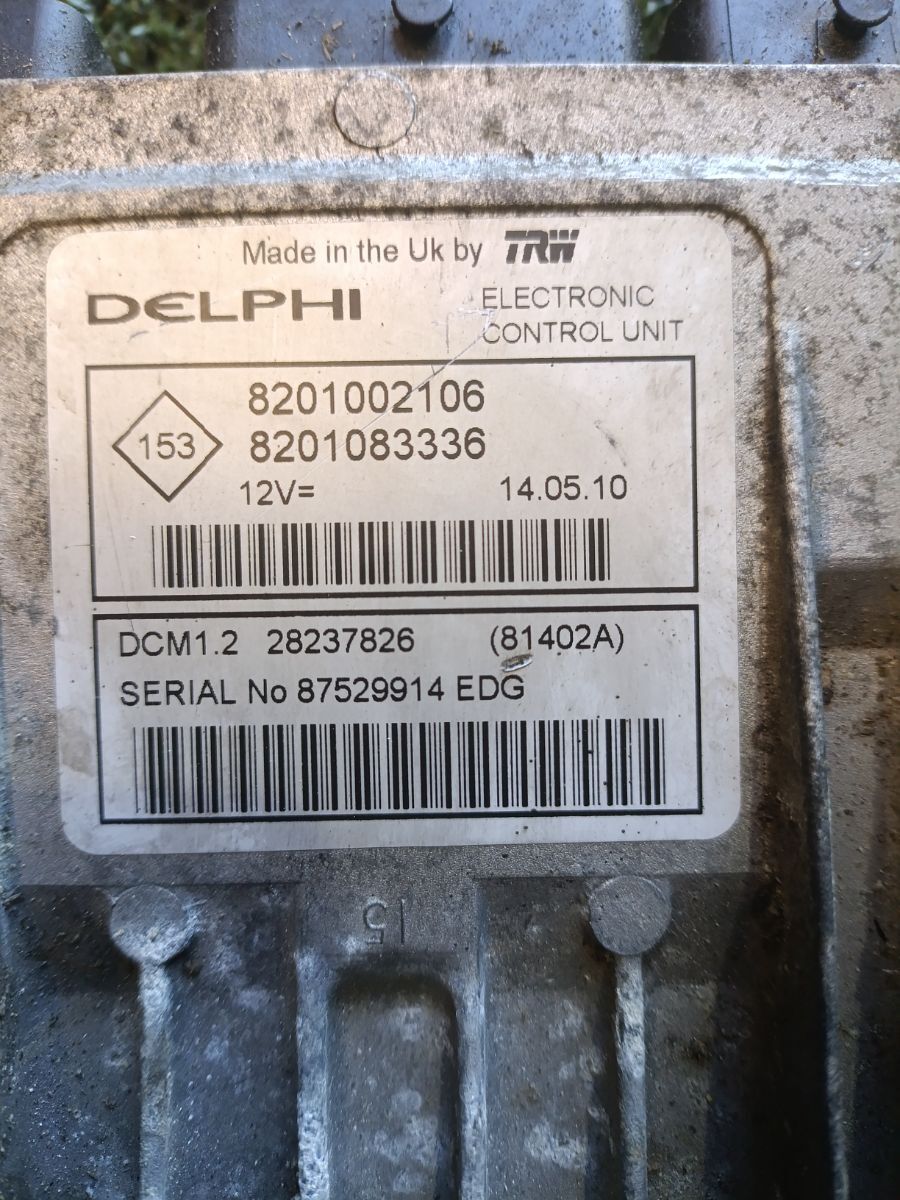 Made in the Uk by TRW
DELPHI
ELECTRONIC
CONTROL UNIT
153
8201002106
8201083336
12V=
14.05.10
DCM1.2 28237826 (81402A)
SERIAL No 87529914 EDG
15